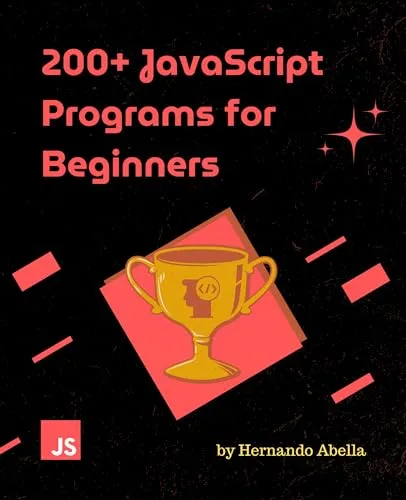 200+ JavaScript
Programs for
Beginners
</>
JS
by Hernando Abella